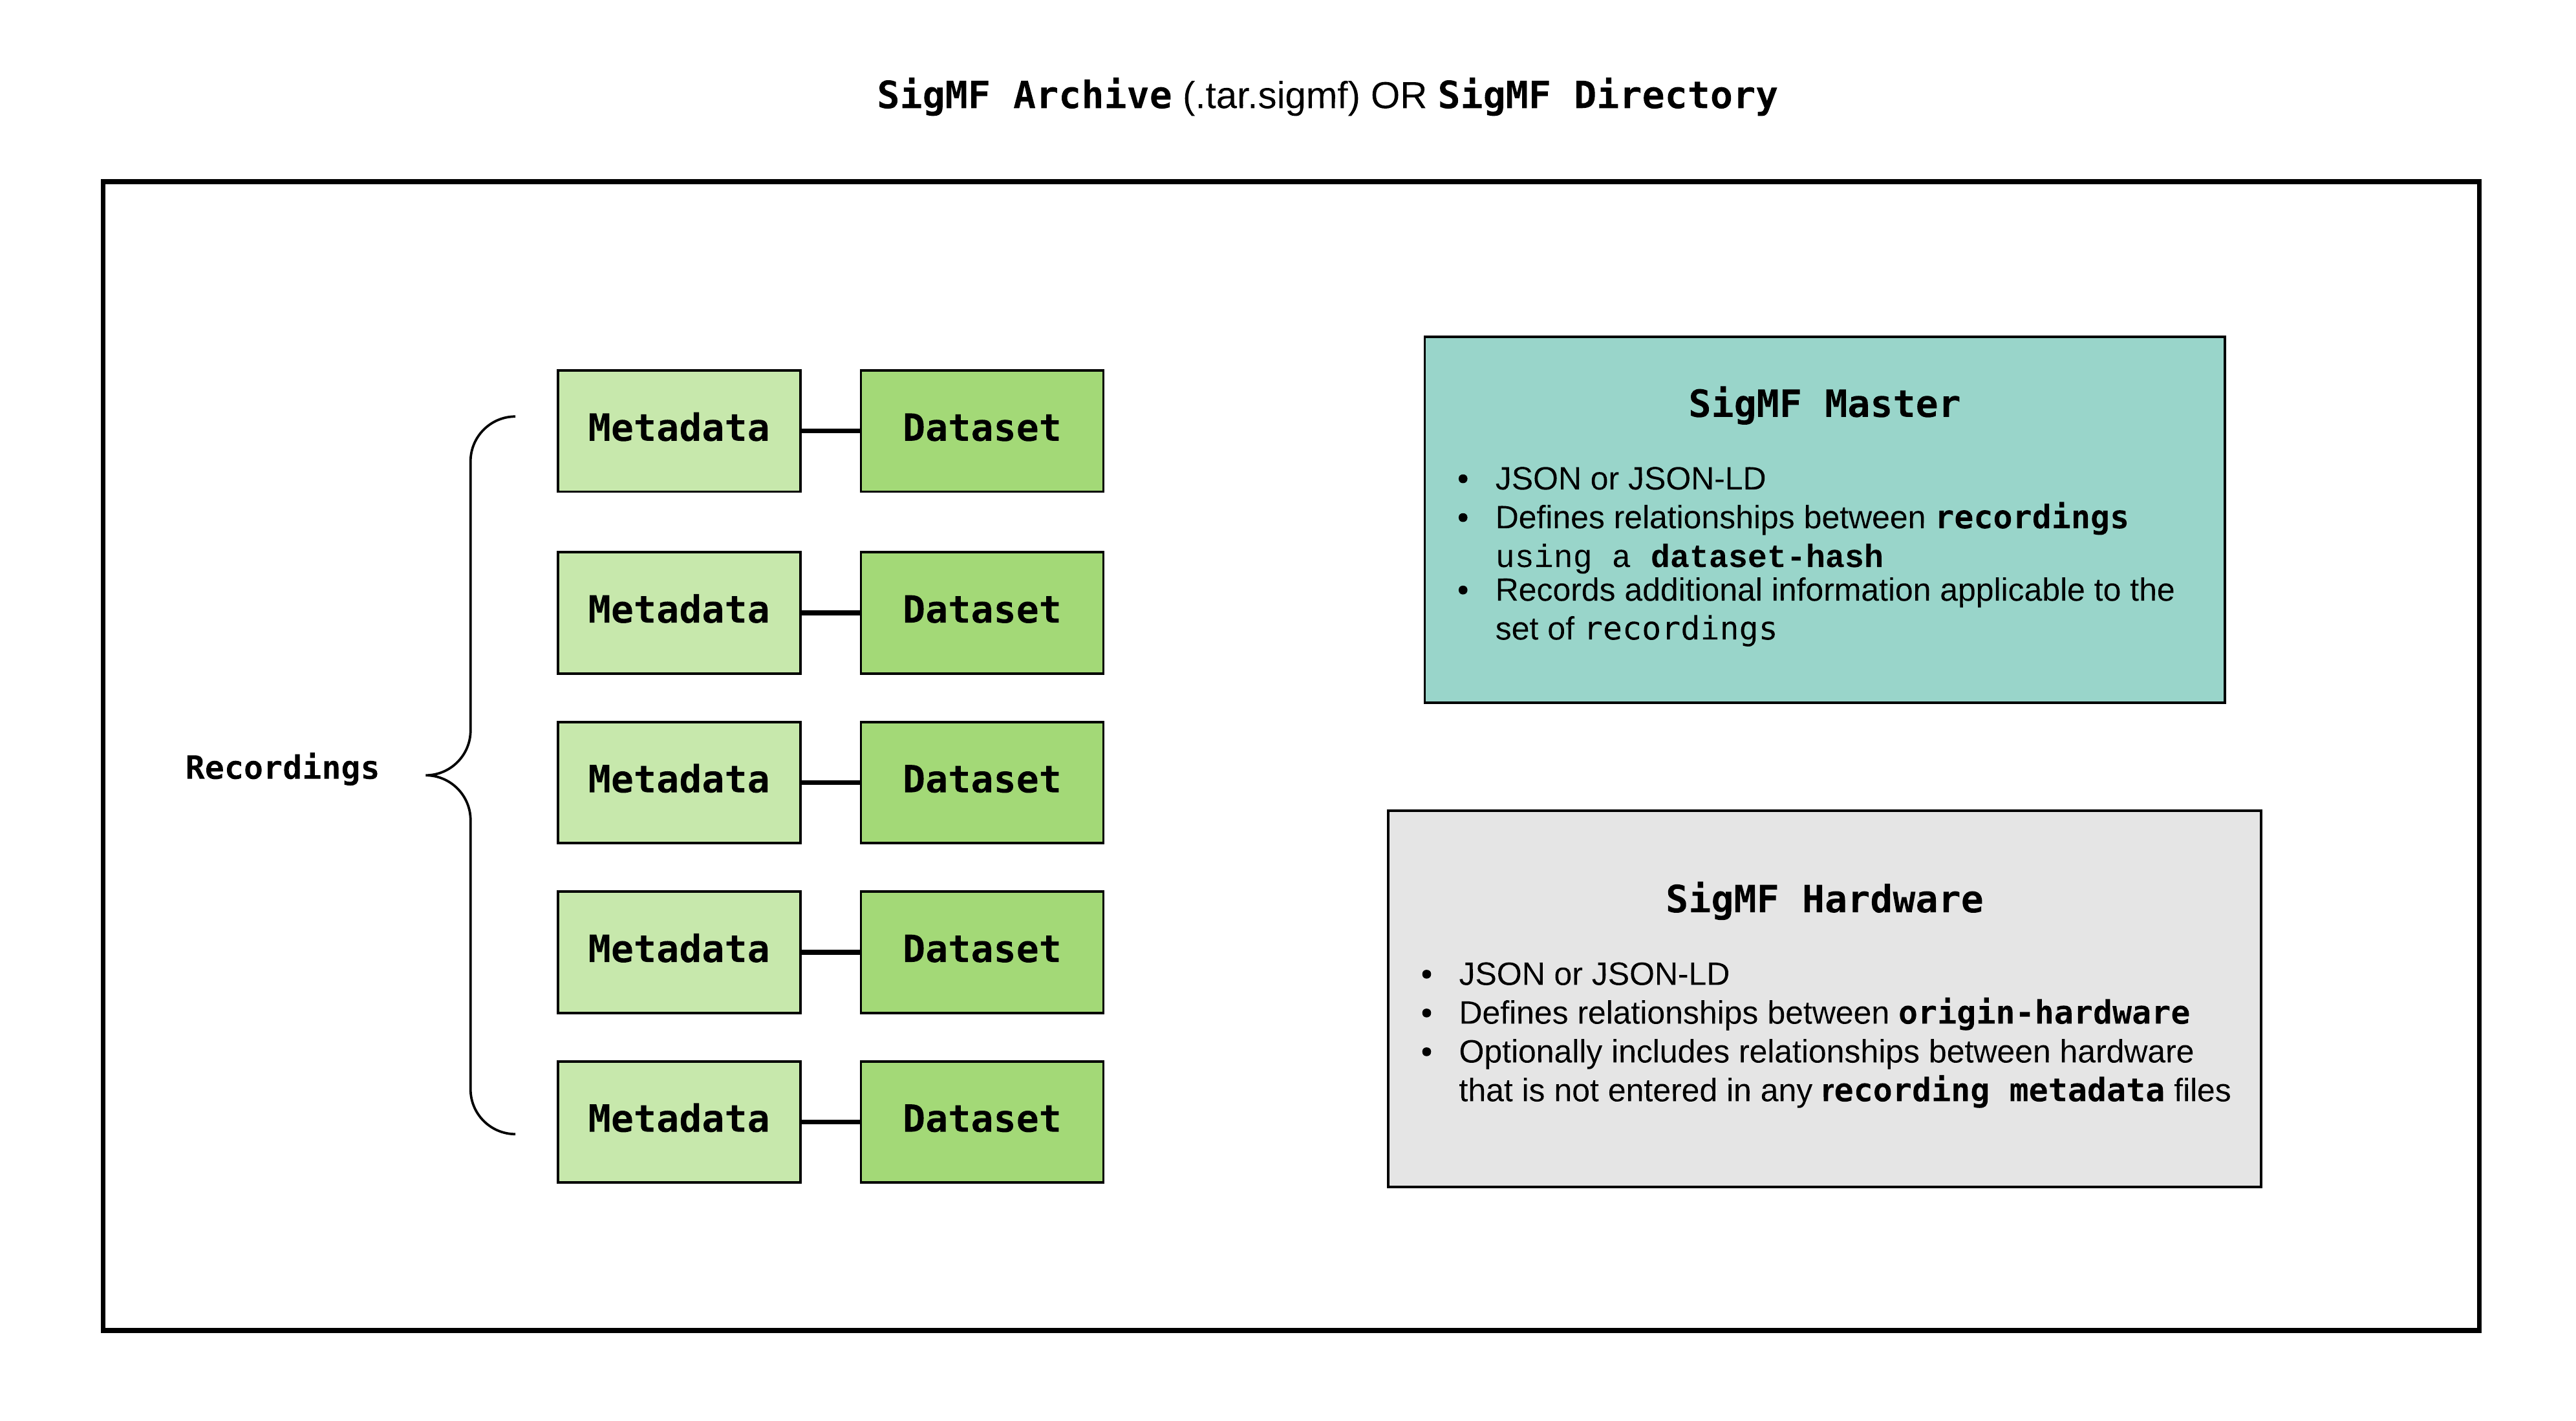 SigMF Archive (.tar.sigmf) OR SigMF Directory
Recordings
Metadata
Dataset
Metadata
Dataset
Metadata
Dataset
Metadata
Dataset
Metadata
Dataset
SigMF Master
• JSON or JSON-LD
• Defines relationships between recordings
using a dataset-hash
• Records additional information applicable to the
set of recordings
SigMF Hardware
• JSON or JSON-LD
• Defines relationships between origin-hardware
• Optionally includes relationships between hardware
that is not entered in any recording metadata files